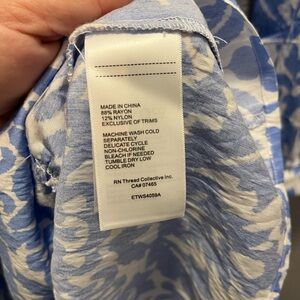 MADE IN CHINA
88% RAYON
12% NYLON
EXCLUSIVE OF TRIMS
MACHINE WASH COLD
SEPARATELY
DELICATE CYCLE
NON-CHLORINE
BLEACH IF NEEDED
TUMBLE DRY LOW
COOL IRON
RN Thread Collective Inc.
CA# 07465
ETWS4089A